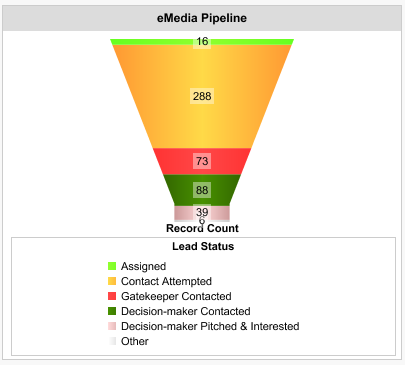 eMedia Pipeline
16
288
73
88
39
6
Record Count
Lead Status
Assigned
Contact Attempted
Gatekeeper Contacted
Decision-maker Contacted
Decision-maker Pitched & Interested
Other